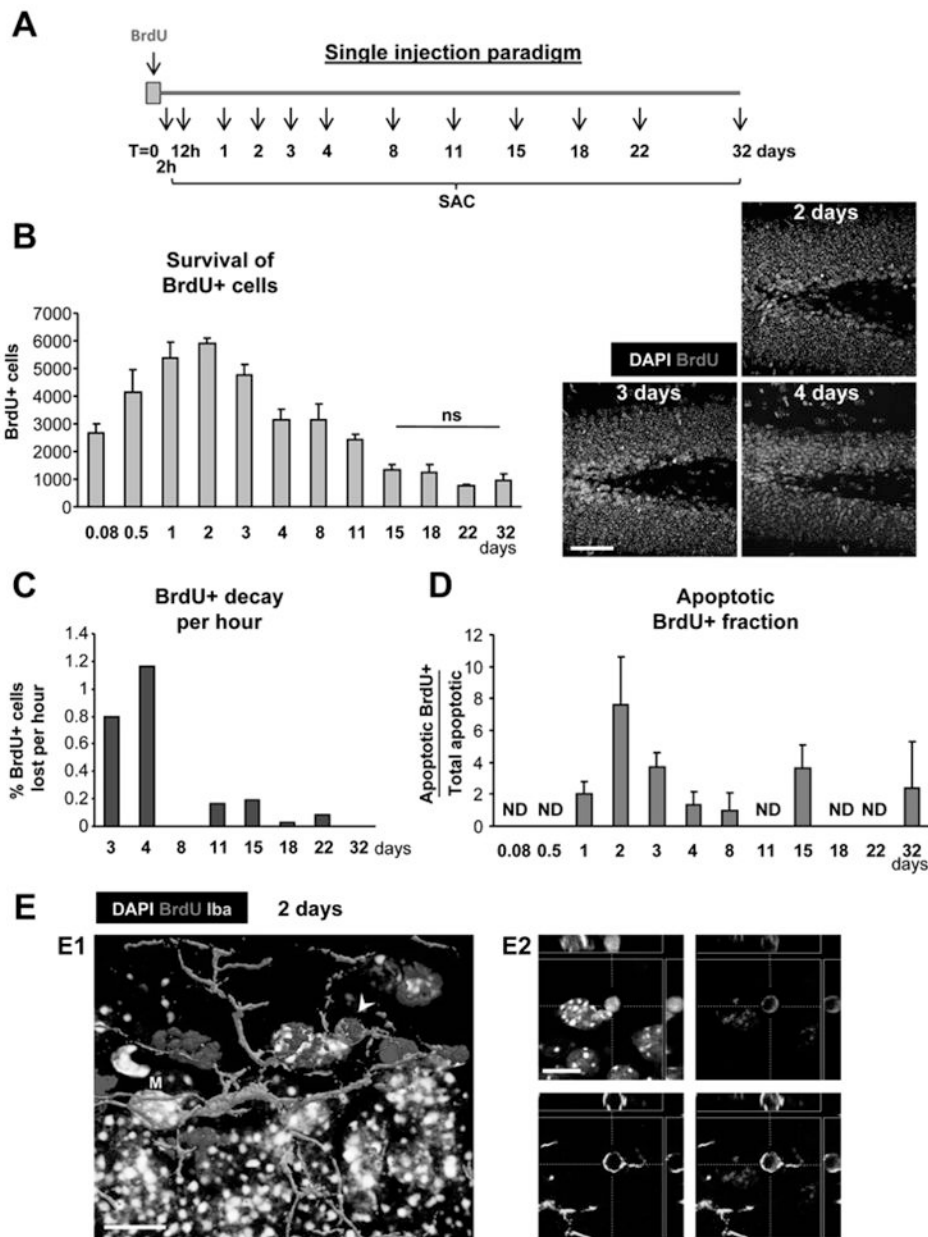 A
BrdU
Single injection paradigm
T=0 2h 12h 1 2 3 4 8 11 15 18 22 32 days
SAC
B
Survival of
BrdU+ cells
BrdU+ cells
7000
6000
5000
4000
3000
2000
1000
0
ns
0.08 0.5 1 2 3 4 8 11 15 18 22 32
days
2 days
DAPI BrdU
3 days
4 days
C
BrdU+ decay
per hour
% BrdU+ cells
lost per hour
1.4
1.2
1
0.8
0.6
0.4
0.2
0
3 4 8 11 15 18 22 32 days
D
Apoptotic
BrdU+ fraction
Apoptotic BrdU+
Total apoptotic
12
10
8
6
4
2
0
ND ND ND ND ND
0.08 0.5 1 2 3 4 8 11 15 18 22 32
days
E
DAPI BrdU Iba
2 days
E1
M
E2